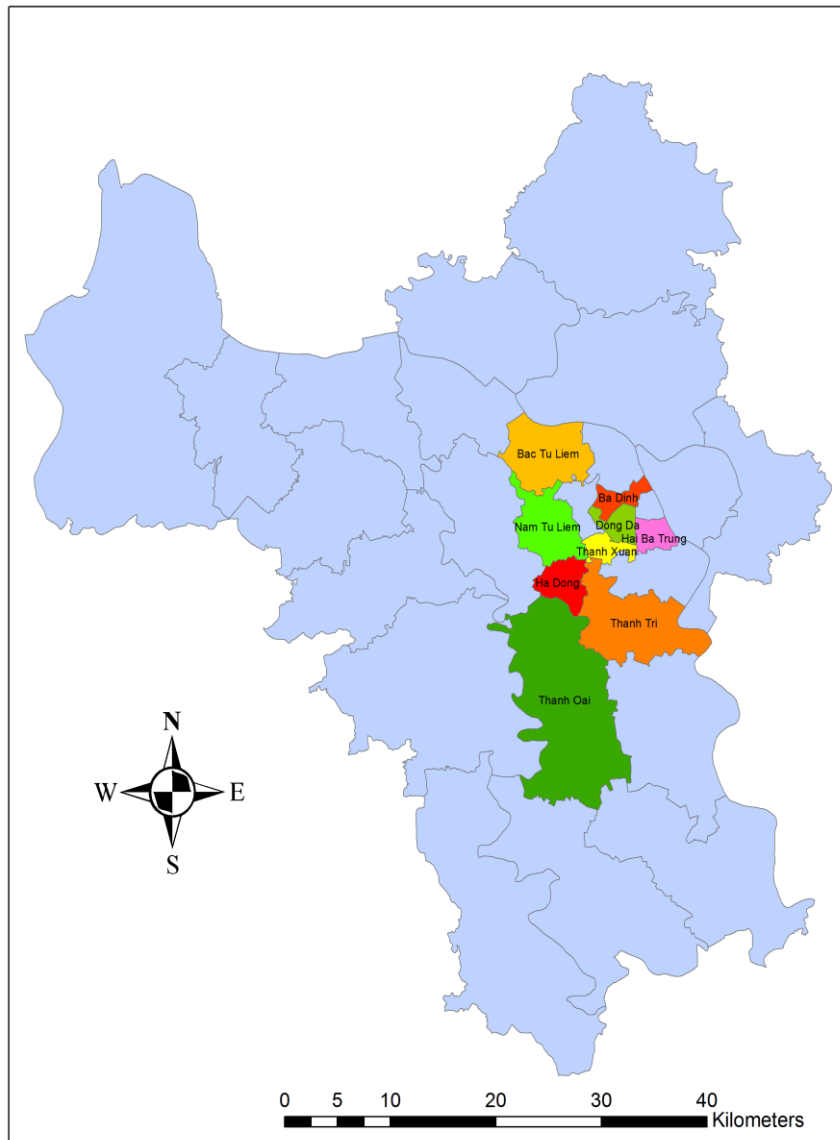 Bac Tu Liem
Ba Dinh
Nam Tu Liem
Dong Da
Hai Ba Trung
Thanh Xuan
Ha Dong
Thanh Tri
Thanh Oai
N
W E
S
0 5 10 20 30 40
Kilometers